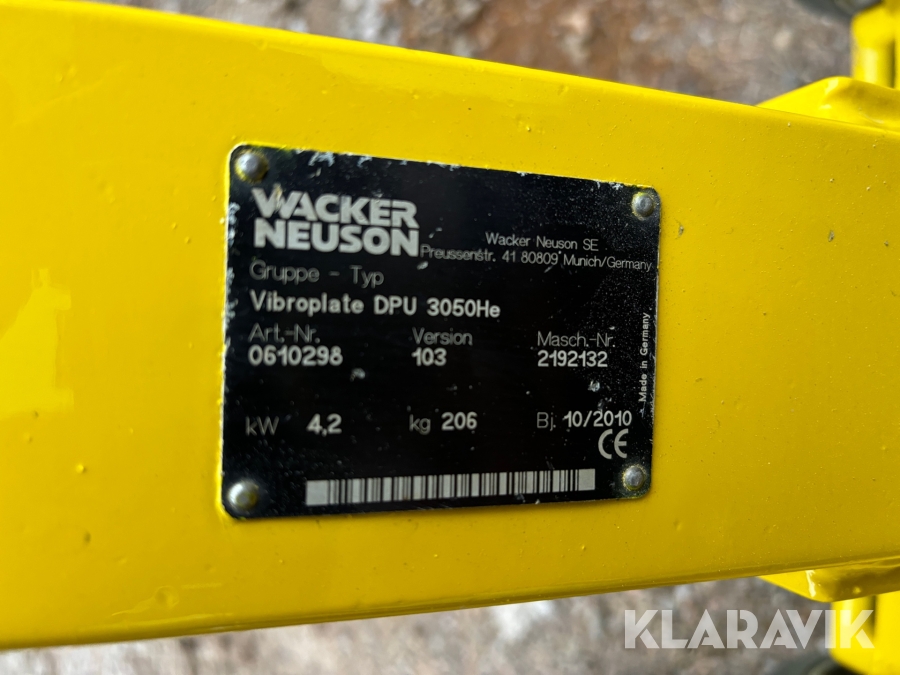 WACKER
NEUSON
Wacker Neuson SE
Preussenstr. 41 80809 Munich/Germany
Gruppe - Typ
Vibroplate DPU 3050He
Art.-Nr. Version Masch.-Nr.
0610298 103 2192132
kW 4,2 kg 206 Bj. 10/2010
CE
Made in Germany
KLARAVIK